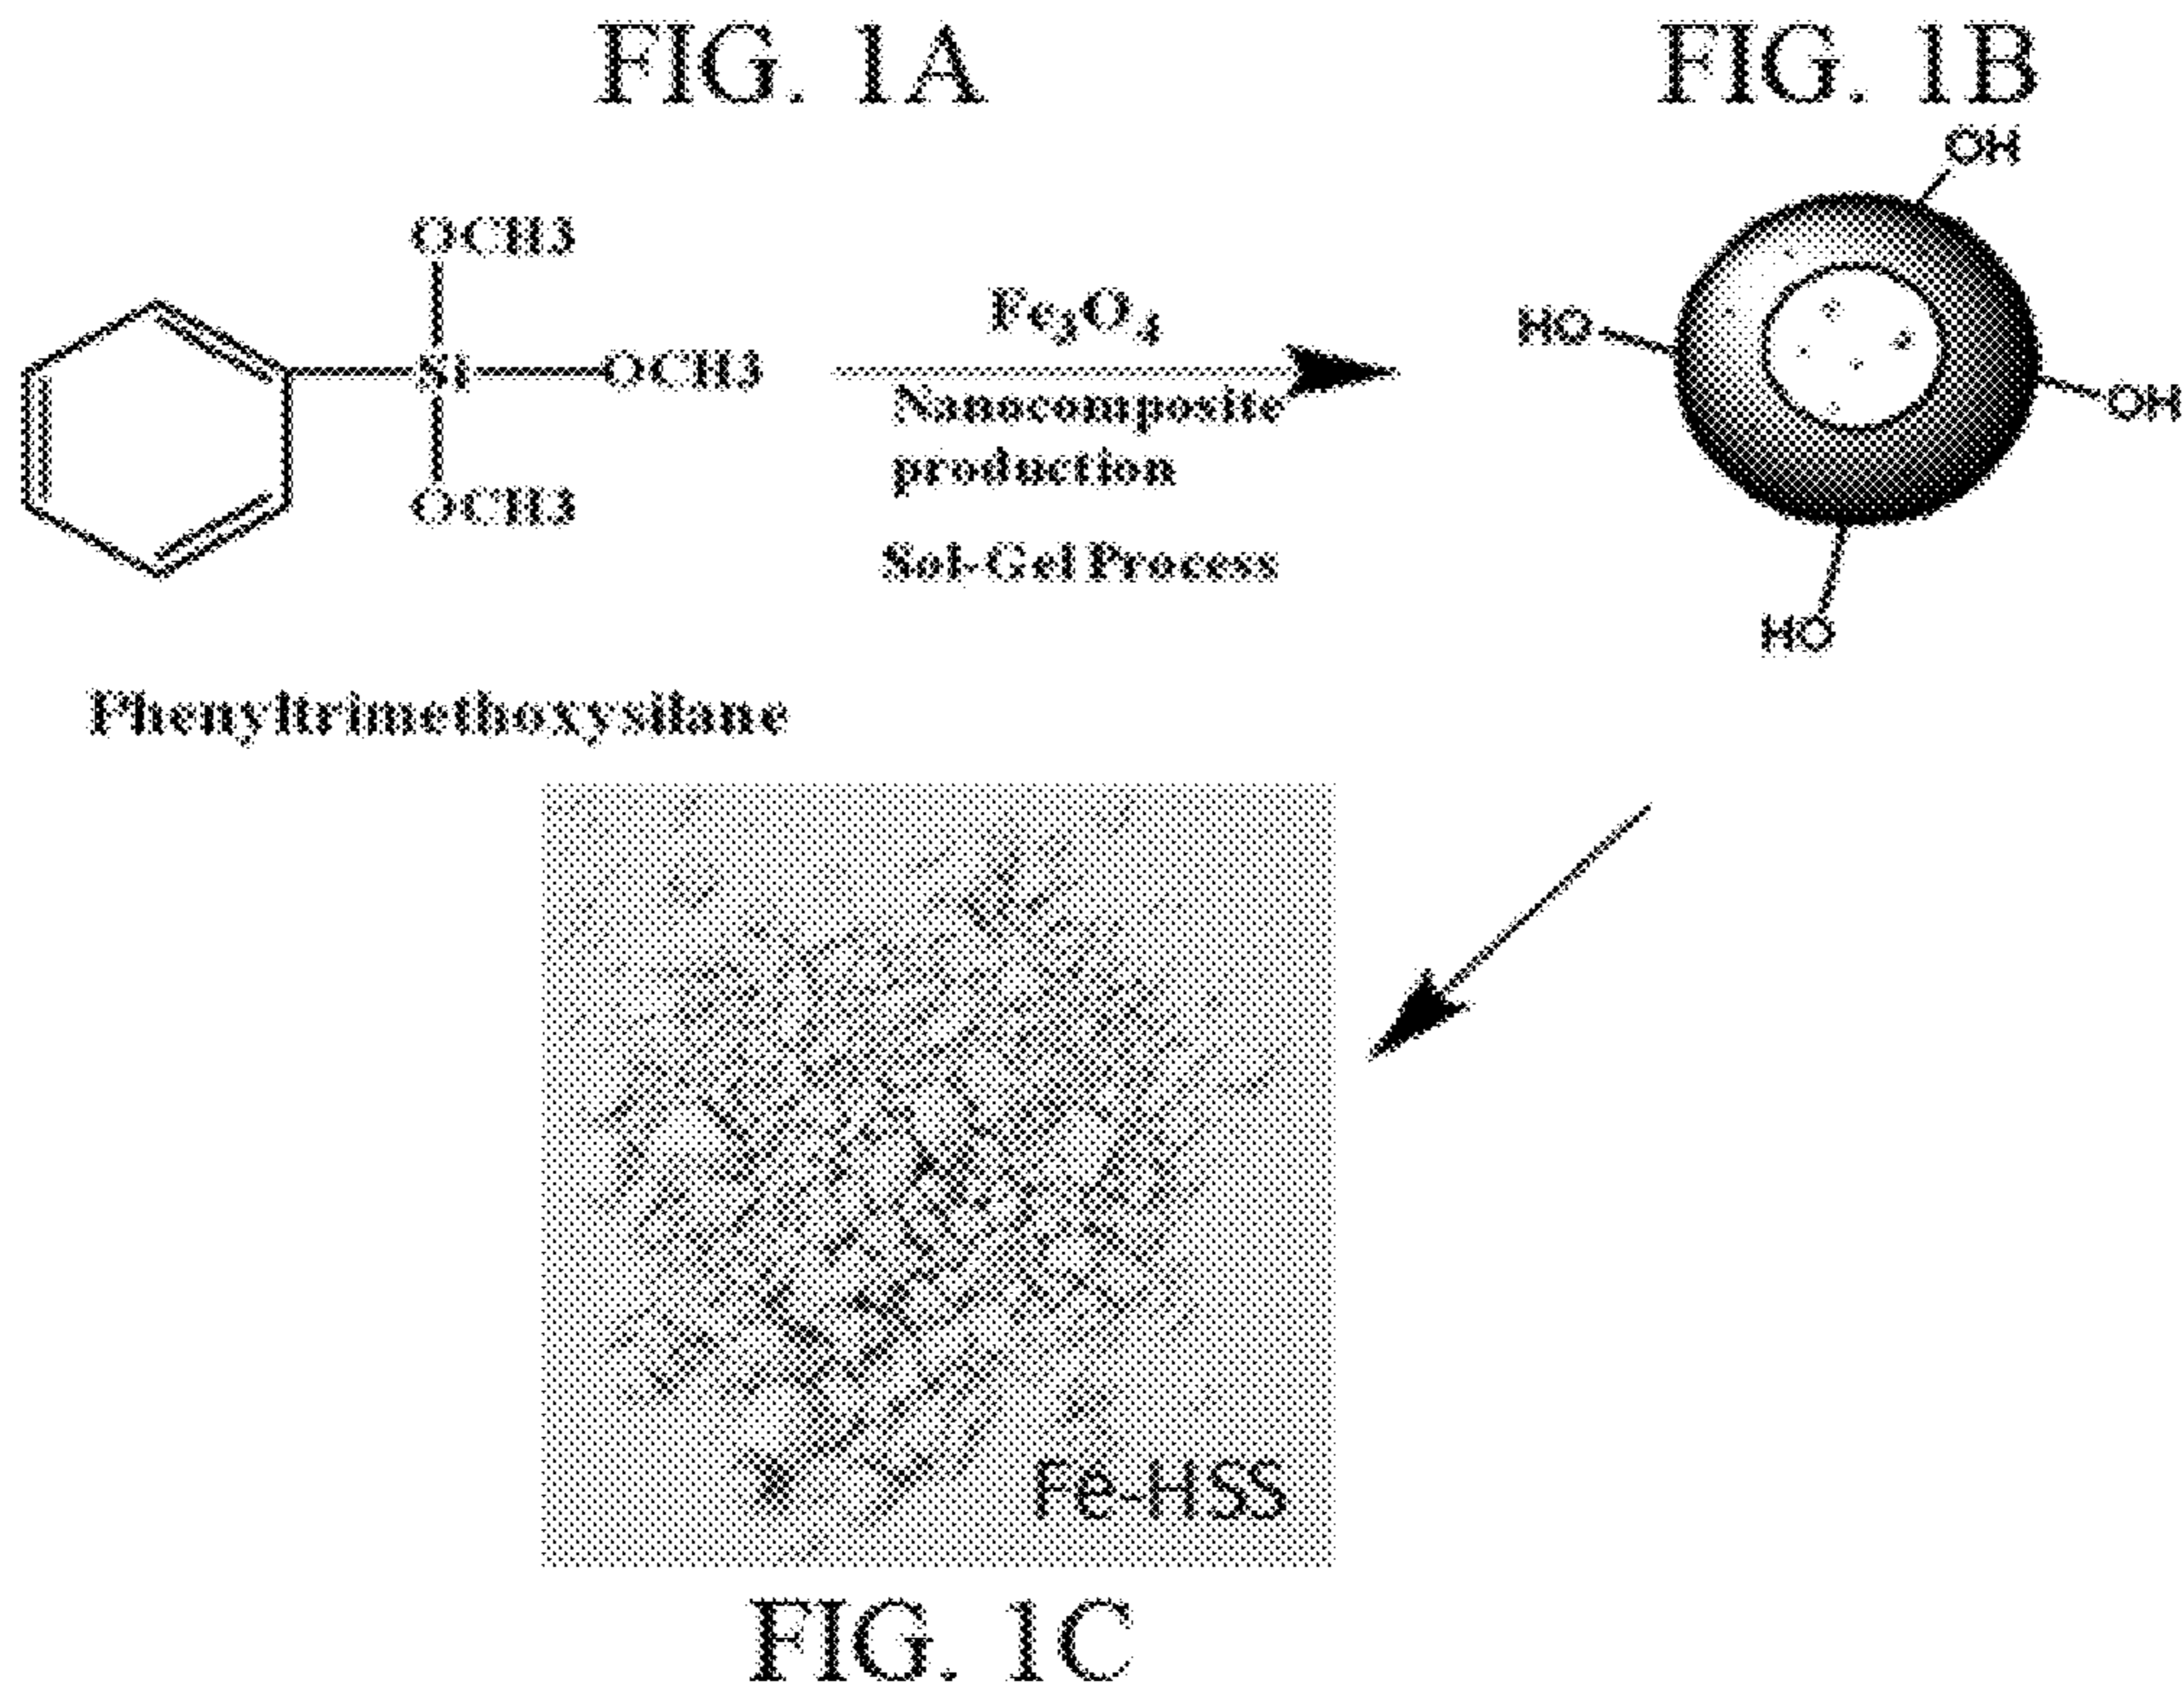 FIG. 1A
FIG. 1B
OH
OCH3
Fe₃O₄
HO
Si
OCH3
Nanocomposite
OH
production
OCH3
Sol-Gel Process
HO
Phenyltrimethoxysilane
Fe-HSS
FIG. 1C